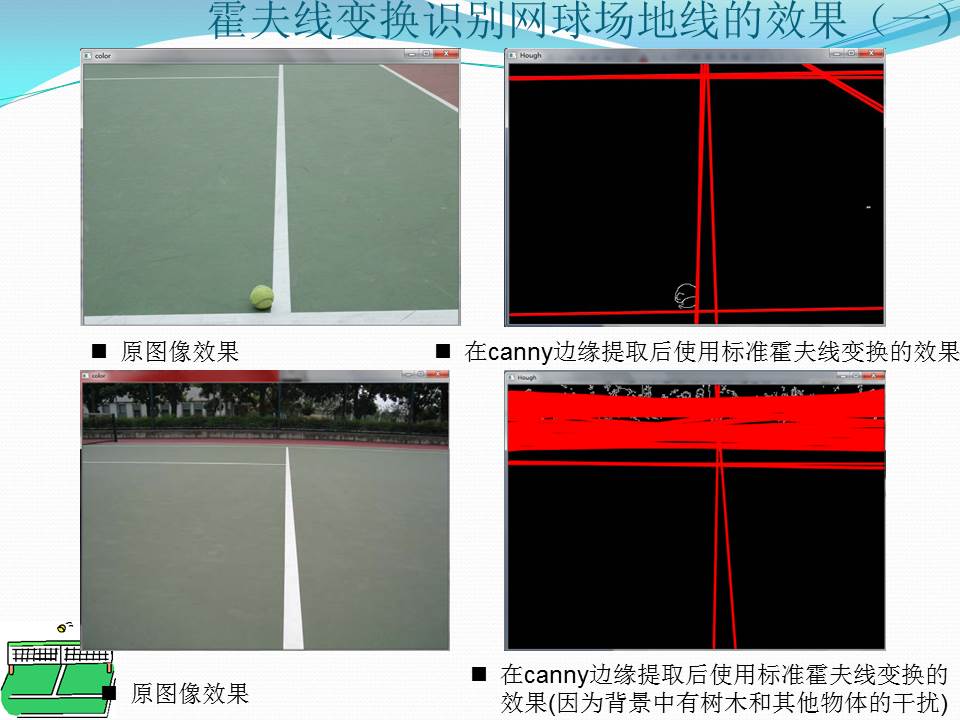 霍夫线变换识别网球场地线的效果（一）
color
Hough
■ 原图像效果
■ 在canny边缘提取后使用标准霍夫线变换的效果
color
Hough
■ 原图像效果
■ 在canny边缘提取后使用标准霍夫线变换的
效果(因为背景中有树木和其他物体的干扰)